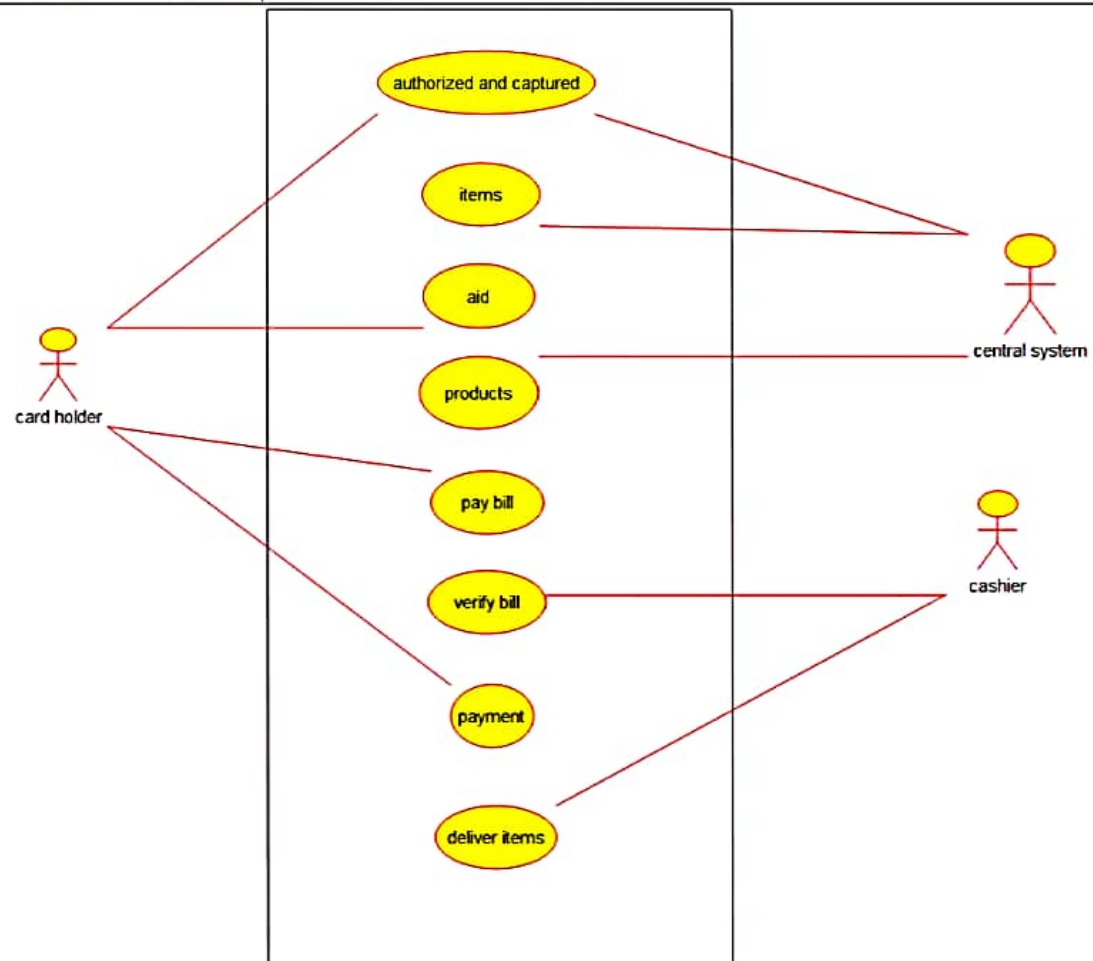 authorized and captured
items
aid
central system
products
card holder
pay bill
cashier
verify bill
payment
deliver items